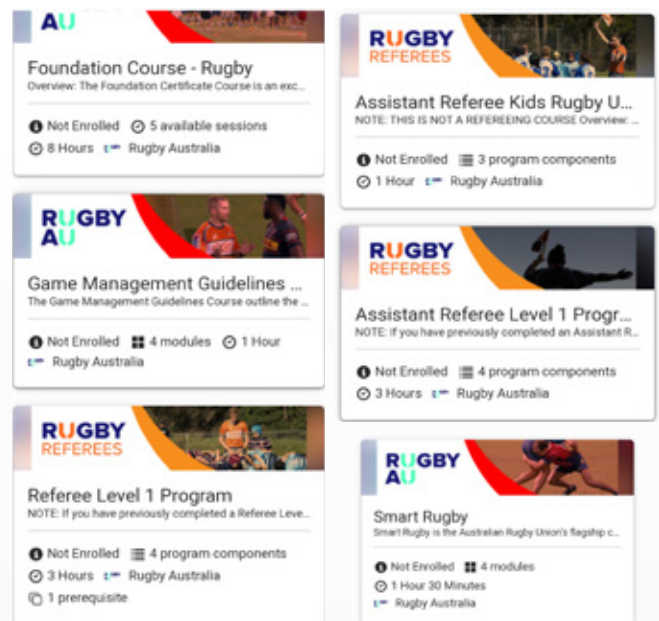 AU
Foundation Course - Rugby
Overview: The Foundation Certificate Course is an exc...
Not Enrolled 5 available sessions
8 Hours Rugby Australia
RUGBY
AU
Game Management Guidelines ...
The Game Management Guidelines Course outline the ...
Not Enrolled 4 modules 1 Hour
Rugby Australia
RUGBY
REFEREES
Referee Level 1 Program
NOTE: If you have previously completed a Referee Leve...
Not Enrolled 4 program components
3 Hours Rugby Australia
1 prerequisite
RUGBY
REFEREES
Assistant Referee Kids Rugby U...
NOTE: THIS IS NOT A REFEREEING COURSE Overview: ...
Not Enrolled 3 program components
1 Hour Rugby Australia
RUGBY
REFEREES
Assistant Referee Level 1 Progr...
NOTE: If you have previously completed an Assistant R...
Not Enrolled 4 program components
3 Hours Rugby Australia
RUGBY
AU
Smart Rugby
Smart Rugby is the Australian Rugby Union's flagship c...
Not Enrolled 4 modules
1 Hour 30 Minutes
Rugby Australia